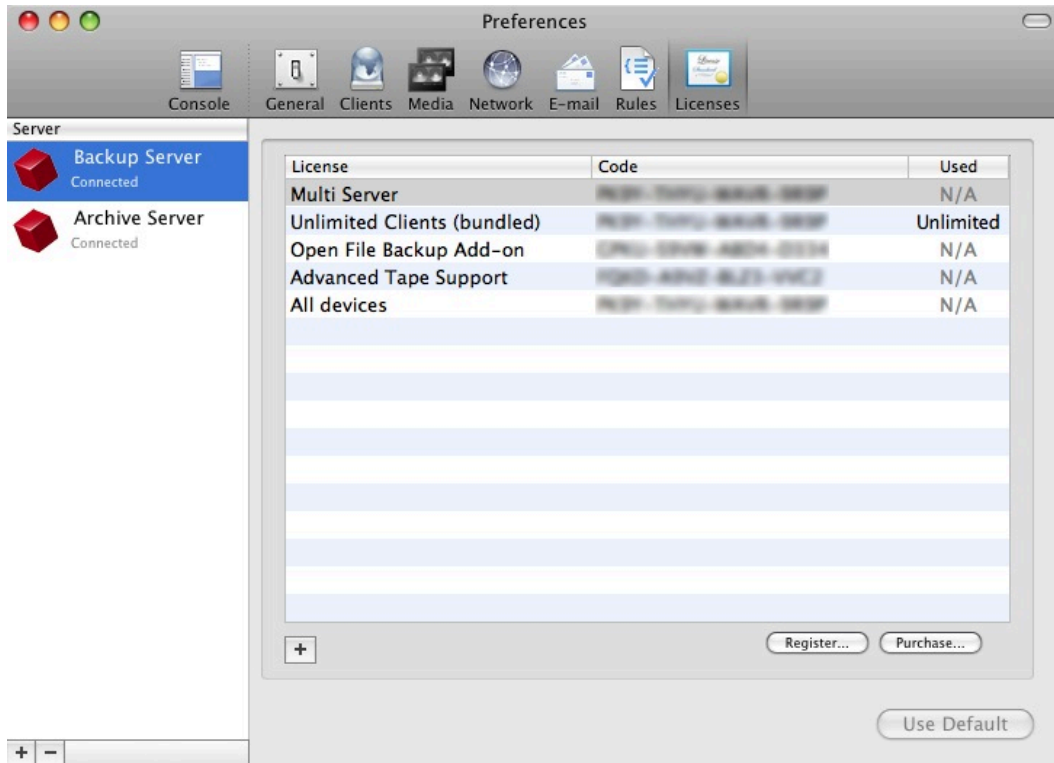 Preferences
Console General Clients Media Network E-mail Rules Licenses
Server
Backup Server
Connected
Archive Server
Connected
License Code Used
Multi Server N/A
Unlimited Clients (bundled) Unlimited
Open File Backup Add-on N/A
Advanced Tape Support N/A
All devices N/A
+ Register... Purchase...
Use Default
+ −